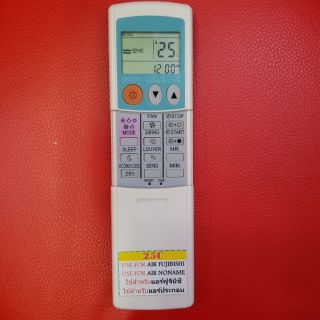 25
12:00
FAN
STOP
MODE
SWING
START
SLEEP
LOUVER
HR.
ECONO COOL
SEND
MIN.
25°c
RESET
25C
USE FOR AIR FUJIBISHI
USE FOR AIR NONAME
ใช้สำหรับแอร์ฟูจิบิชิ
ใช้สำหรับแอร์ประกอบ